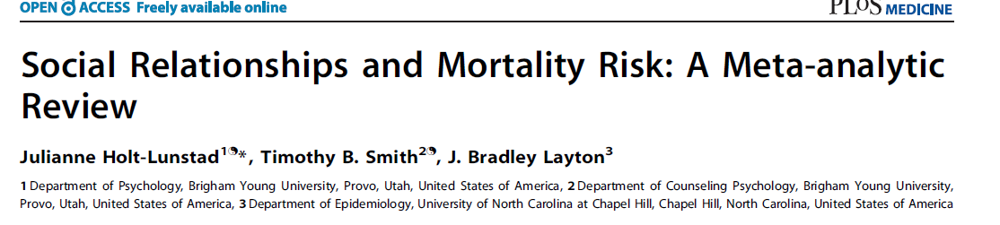 OPEN ACCESS Freely available online
PLoS MEDICINE
Social Relationships and Mortality Risk: A Meta-analytic
Review
Julianne Holt-Lunstad1*, Timothy B. Smith2, J. Bradley Layton3
1 Department of Psychology, Brigham Young University, Provo, Utah, United States of America, 2 Department of Counseling Psychology, Brigham Young University,
Provo, Utah, United States of America, 3 Department of Epidemiology, University of North Carolina at Chapel Hill, Chapel Hill, North Carolina, United States of America